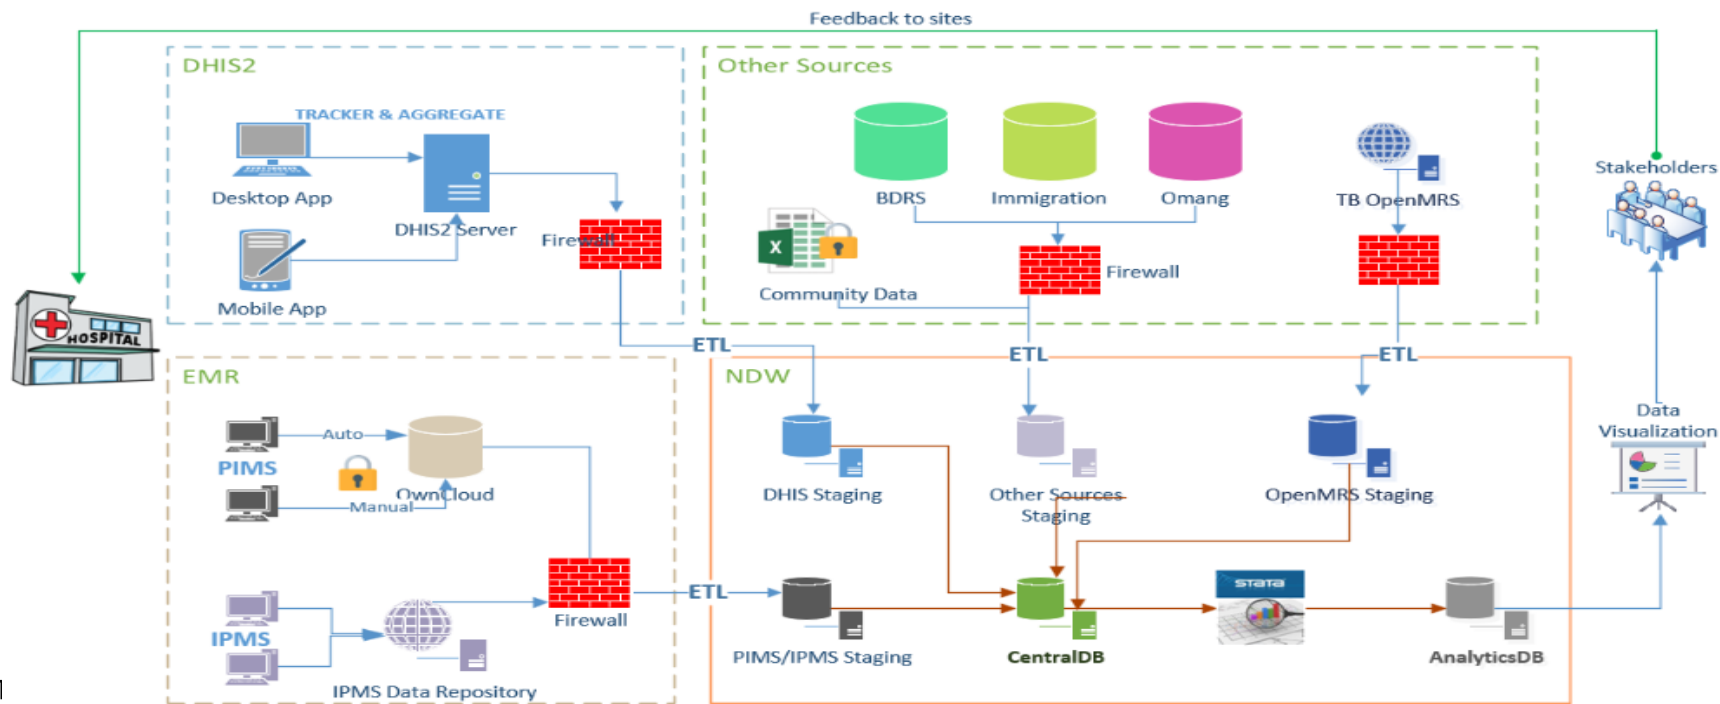 Feedback to sites
DHIS2
TRACKER & AGGREGATE
Desktop App
DHIS2 Server
Firewall
Mobile App
Other Sources
BDRS
Immigration
Omang
TB OpenMRS
X
Community Data
Firewall
Stakeholders
HOSPITAL
ETL
ETL
ETL
EMR
Auto
PIMS
OwnCloud
Manual
IPMS
IPMS Data Repository
Firewall
ETL
NDW
DHIS Staging
Other Sources
Staging
OpenMRS Staging
PIMS/IPMS Staging
CentralDB
STATA
AnalyticsDB
Data
Visualization